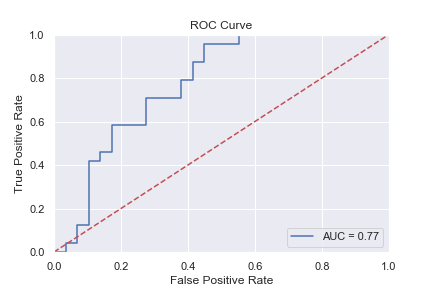 ROC Curve
1.0
0.8
0.6
0.4
0.2
0.0
True Positive Rate
AUC = 0.77
0.0 0.2 0.4 0.6 0.8 1.0
False Positive Rate